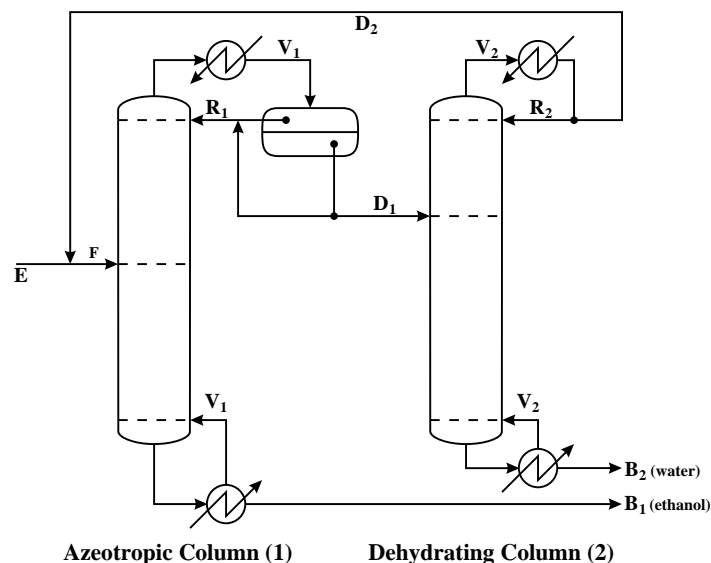 D₂
V₁
V₂
R₁
R₂
D₁
F
E
V₁
V₂
B₂ (water)
B₁ (ethanol)
Azeotropic Column (1)
Dehydrating Column (2)